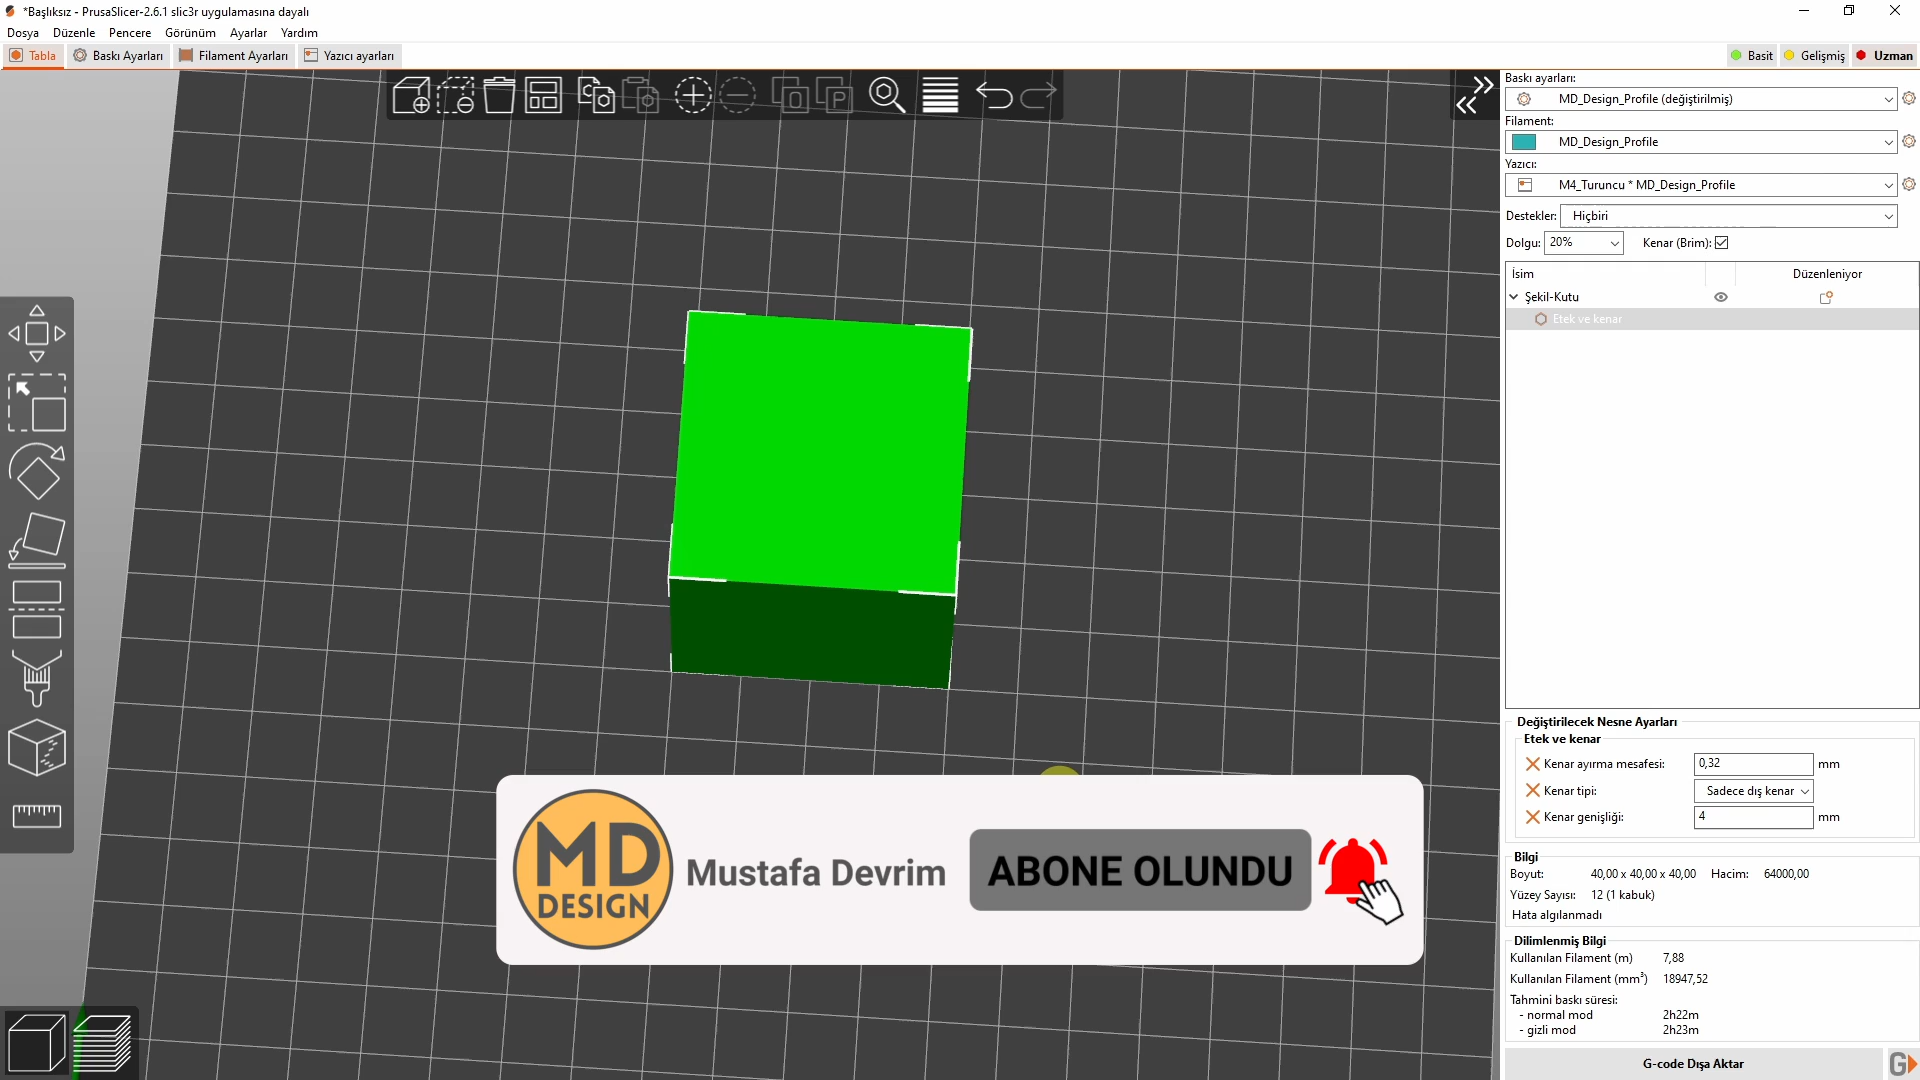 *Başlıksız - PrusaSlicer-2.6.1 slic3r uygulamasına dayalı
Dosya Düzenle Pencere Görünüm Ayarlar Yardım
Tabla Baskı Ayarları Filament Ayarları Yazıcı ayarları Basit Gelişmiş Uzman
Baskı ayarları:
MD_Design_Profile (değiştirilmiş)
Filament:
MD_Design_Profile
Yazıcı:
M4_Turuncu * MD_Design_Profile
Destekler: Hiçbiri
Dolgu: 20% Kenar (Brim):
İsim Düzenleniyor
Şekil-Kutu
Etek ve kenar
Değiştirilecek Nesne Ayarları
Etek ve kenar
Kenar ayırma mesafesi: 0,32 mm
Kenar tipi: Sadece dış kenar
Kenar genişliği: 4 mm
Bilgi
Boyut: 40,00 x 40,00 x 40,00 Hacim: 64000,00
Yüzey Sayısı: 12 (1 kabuk)
Hata algılanmadı
Dilimlenmiş Bilgi
Kullanılan Filament (m) 7,88
Kullanılan Filament (mm³) 18947,52
Tahmini baskı süresi:
- normal mod 2h22m
- gizli mod 2h23m
G-code Dışa Aktar
MD
DESIGN
Mustafa Devrim
ABONE OLUNDU